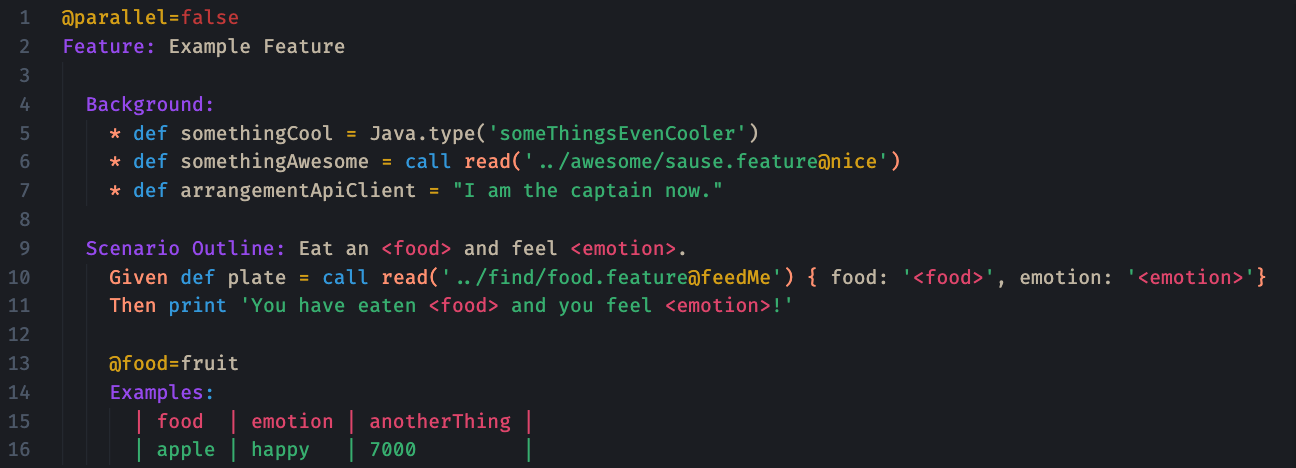 1 @parallel=false
2 Feature: Example Feature
3
4 Background:
5 * def somethingCool = Java.type('someThingsEvenCooler')
6 * def somethingAwesome = call read('../awesome/sause.feature@nice')
7 * def arrangementApiClient = "I am the captain now."
8
9 Scenario Outline: Eat an <food> and feel <emotion>.
10 Given def plate = call read('../find/food.feature@feedMe') { food: '<food>', emotion: '<emotion>'}
11 Then print 'You have eaten <food> and you feel <emotion>!'
12
13 @food=fruit
14 Examples:
15 | food | emotion | anotherThing |
16 | apple | happy | 7000 |